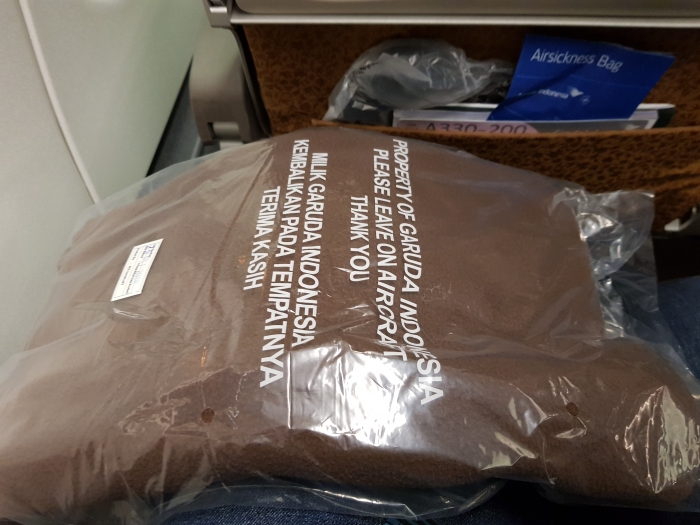 Airsickness Bag
A330-200
PROPERTY OF GARUDA INDONESIA
PLEASE LEAVE ON AIRCRAFT
THANK YOU
MILIK GARUDA INDONESIA
KEMBALIKAN PADA TEMPATNYA
TERIMA KASIH